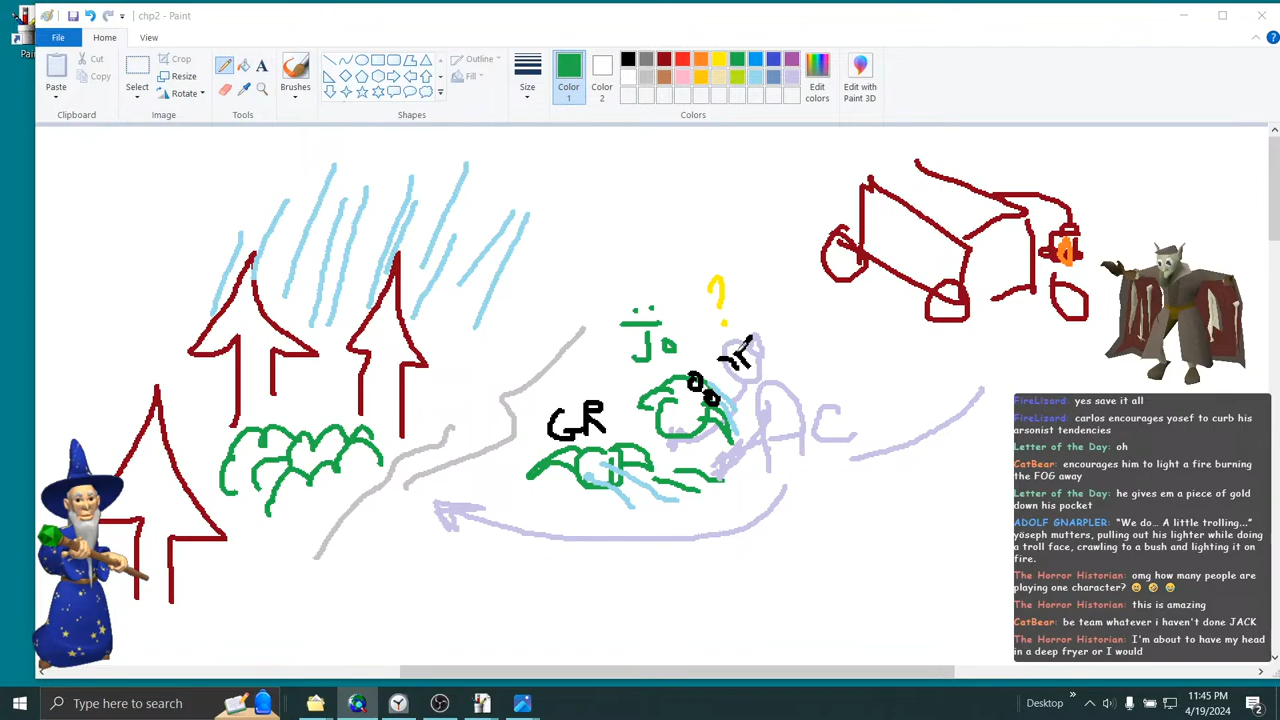 chp2 - Paint
File
Home
View
Pai
Paste
Cut
Copy
Clipboard
Select
Crop
Resize
Rotate
Image
A
Tools
Brushes
Outline
Fill
Shapes
Size
Color 1
Color 2
Edit colors
Edit with Paint 3D
Colors
?
Jo
GR
C
FireLizard: yes save it all
FireLizard: carlos encourages yosef to curb his
arsonist tendencies
Letter of the Day: oh
CatBear: encourages him to light a fire burning
the FOG away
Letter of the Day: he gives em a piece of gold
down his pocket
ADOLF GNARPLER: "We do... A little trolling..."
yöseph mutters, pulling out his lighter while doing
a troll face, crawling to a bush and lighting it on
fire.
The Horror Historian: omg how many people are
playing one character?
The Horror Historian: this is amazing
CatBear: be team whatever i haven't done JACK
The Horror Historian: I'm about to have my head
in a deep fryer or I would
Type here to search
Desktop
11:45 PM
4/19/2024
2